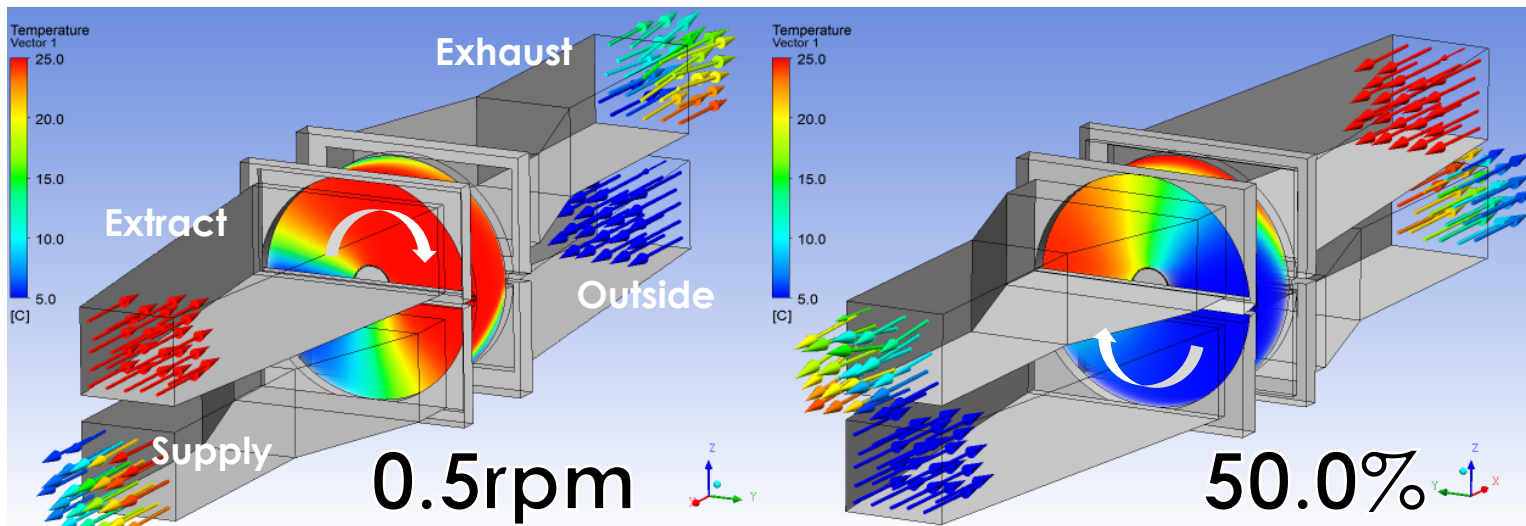 Temperature
Vector 1
25.0
20.0
15.0
10.0
5.0
[C]
Exhaust
Extract
Outside
Supply
0.5rpm
Z
X
Y
Temperature
Vector 1
25.0
20.0
15.0
10.0
5.0
[C]
50.0%
Z
X
Y